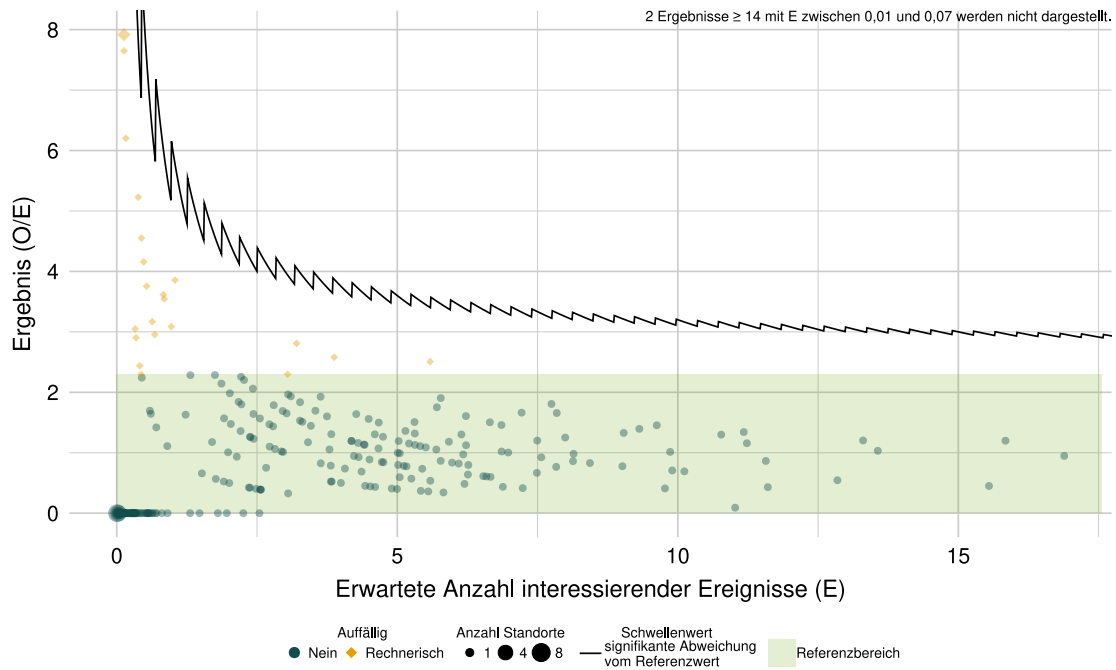 2 Ergebnisse ≥ 14 mit E zwischen 0,01 und 0,07 werden nicht dargestellt.
8
6
4
2
0
Ergebnis (O/E)
0 5 10 15
Erwartete Anzahl interessierender Ereignisse (E)
Auffällig
Nein Rechnerisch
Anzahl Standorte
1 4 8
Schwellenwert
signifikante Abweichung
vom Referenzwert
Referenzbereich